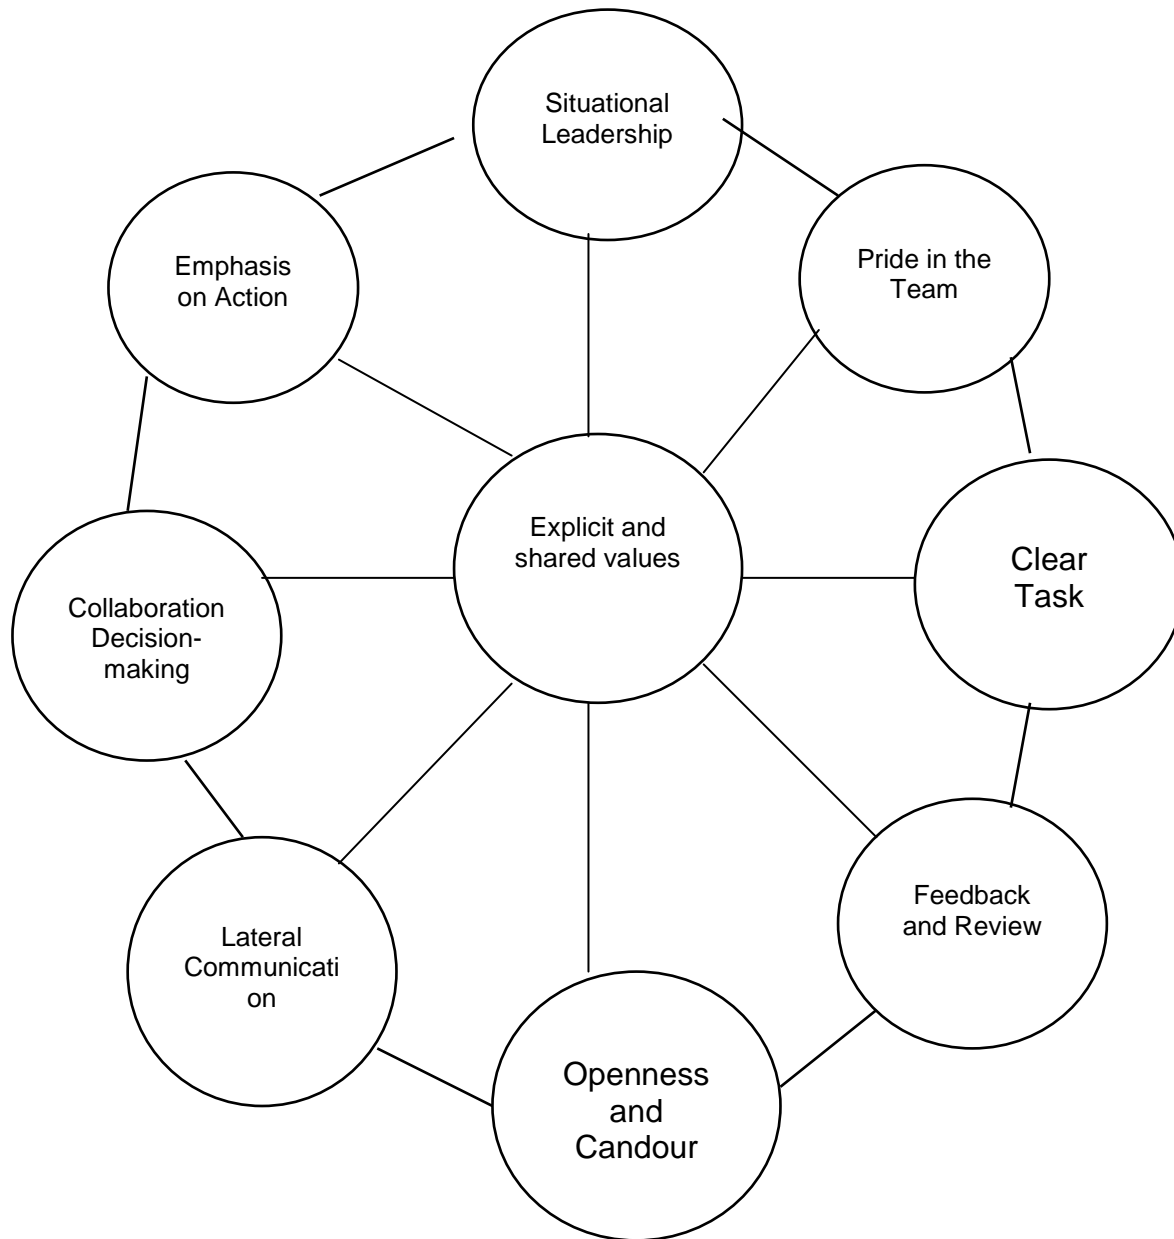 Situational
Leadership
Emphasis
on Action
Pride in the
Team
Explicit and
shared values
Clear
Task
Collaboration
Decision-
making
Feedback
and Review
Lateral
Communicati
on
Openness
and
Candour